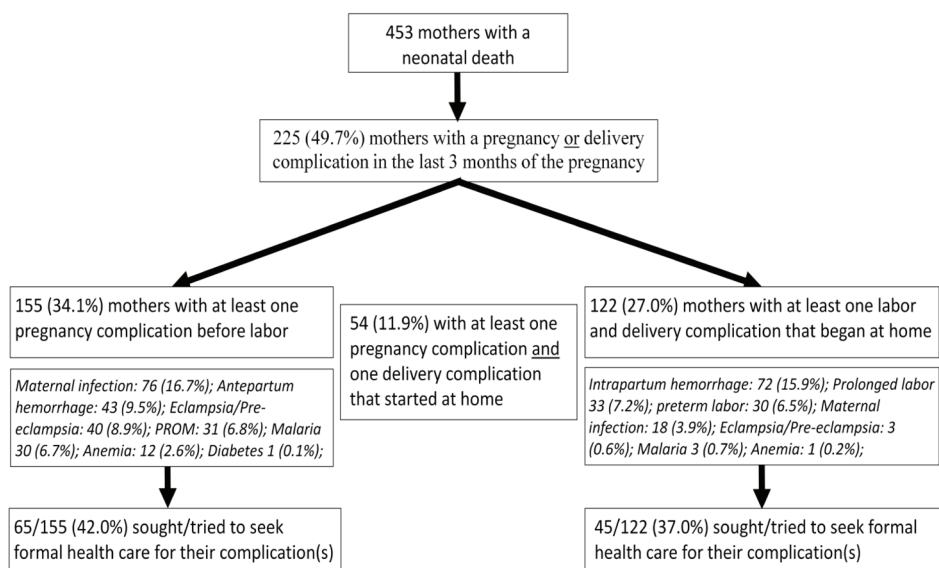 453 mothers with a
neonatal death
225 (49.7%) mothers with a pregnancy or delivery
complication in the last 3 months of the pregnancy
155 (34.1%) mothers with at least one
pregnancy complication before labor
54 (11.9%) with at least one
pregnancy complication and
one delivery complication
that started at home
122 (27.0%) mothers with at least one labor
and delivery complication that began at home
Maternal infection: 76 (16.7%); Antepartum
hemorrhage: 43 (9.5%); Eclampsia/Pre-
eclampsia: 40 (8.9%); PROM: 31 (6.8%); Malaria
30 (6.7%); Anemia: 12 (2.6%); Diabetes 1 (0.1%);
Intrapartum hemorrhage: 72 (15.9%); Prolonged labor
33 (7.2%); preterm labor: 30 (6.5%); Maternal
infection: 18 (3.9%); Eclampsia/Pre-eclampsia: 3
(0.6%); Malaria 3 (0.7%); Anemia: 1 (0.2%);
65/155 (42.0%) sought/tried to seek
formal health care for their complication(s)
45/122 (37.0%) sought/tried to seek formal
health care for their complication(s)